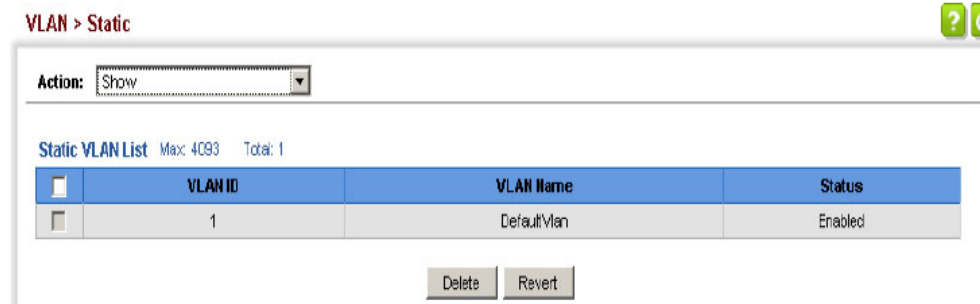 VLAN > Static
?
Action: Show
Static VLAN List Max: 4093 Total: 1
VLAN ID VLAN Name Status
1 DefaultVlan Enabled
Delete Revert